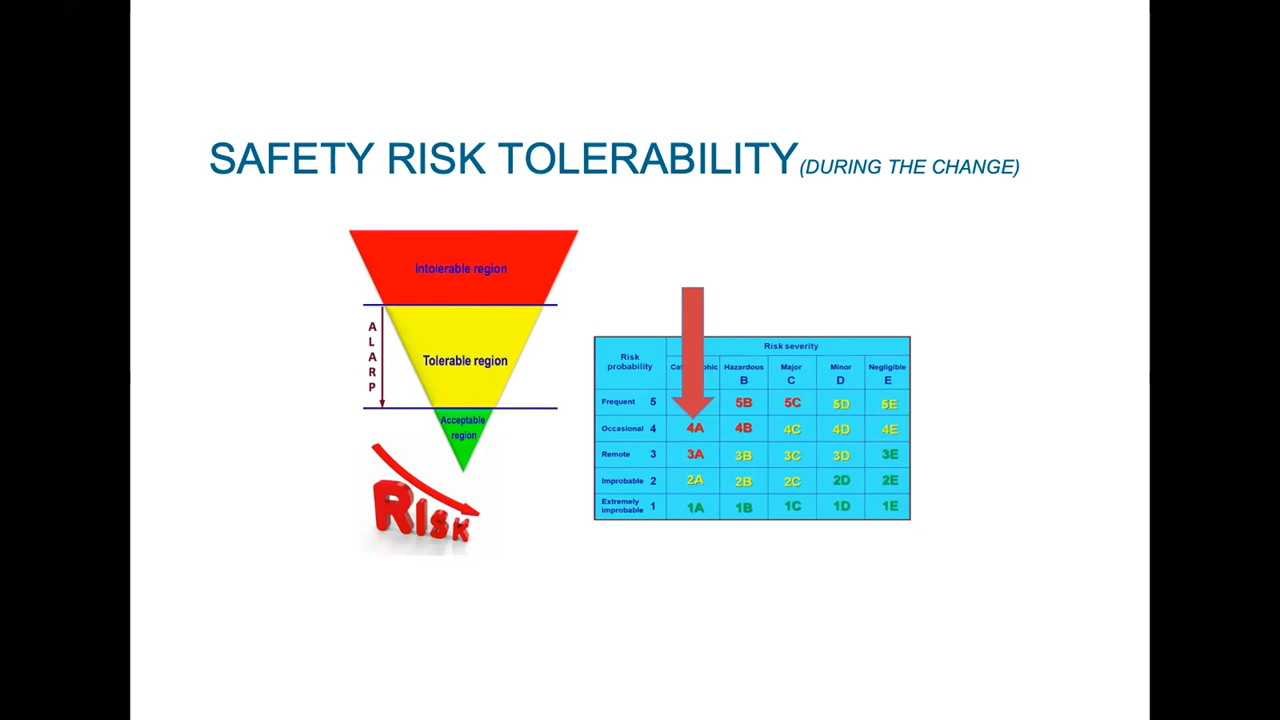 SAFETY RISK TOLERABILITY (DURING THE CHANGE)
Intolerable region
ALARP
Tolerable region
Acceptable
region
RISK
Risk severity
Risk
probability
Hazardous
B
Major
C
Minor
D
Negligible
E
Frequent 5 5B 5C 5D 5E
Occasional 4 4A 4B 4C 4D 4E
Remote 3 3A 3B 3C 3D 3E
Improbable 2 2A 2B 2C 2D 2E
Extremely
improbable 1 1A 1B 1C 1D 1E